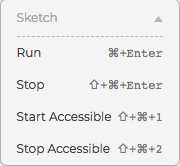 Sketch
Run ⌘+Enter
Stop ⇧+⌘+Enter
Start Accessible ⇧+⌘+1
Stop Accessible ⇧+⌘+2